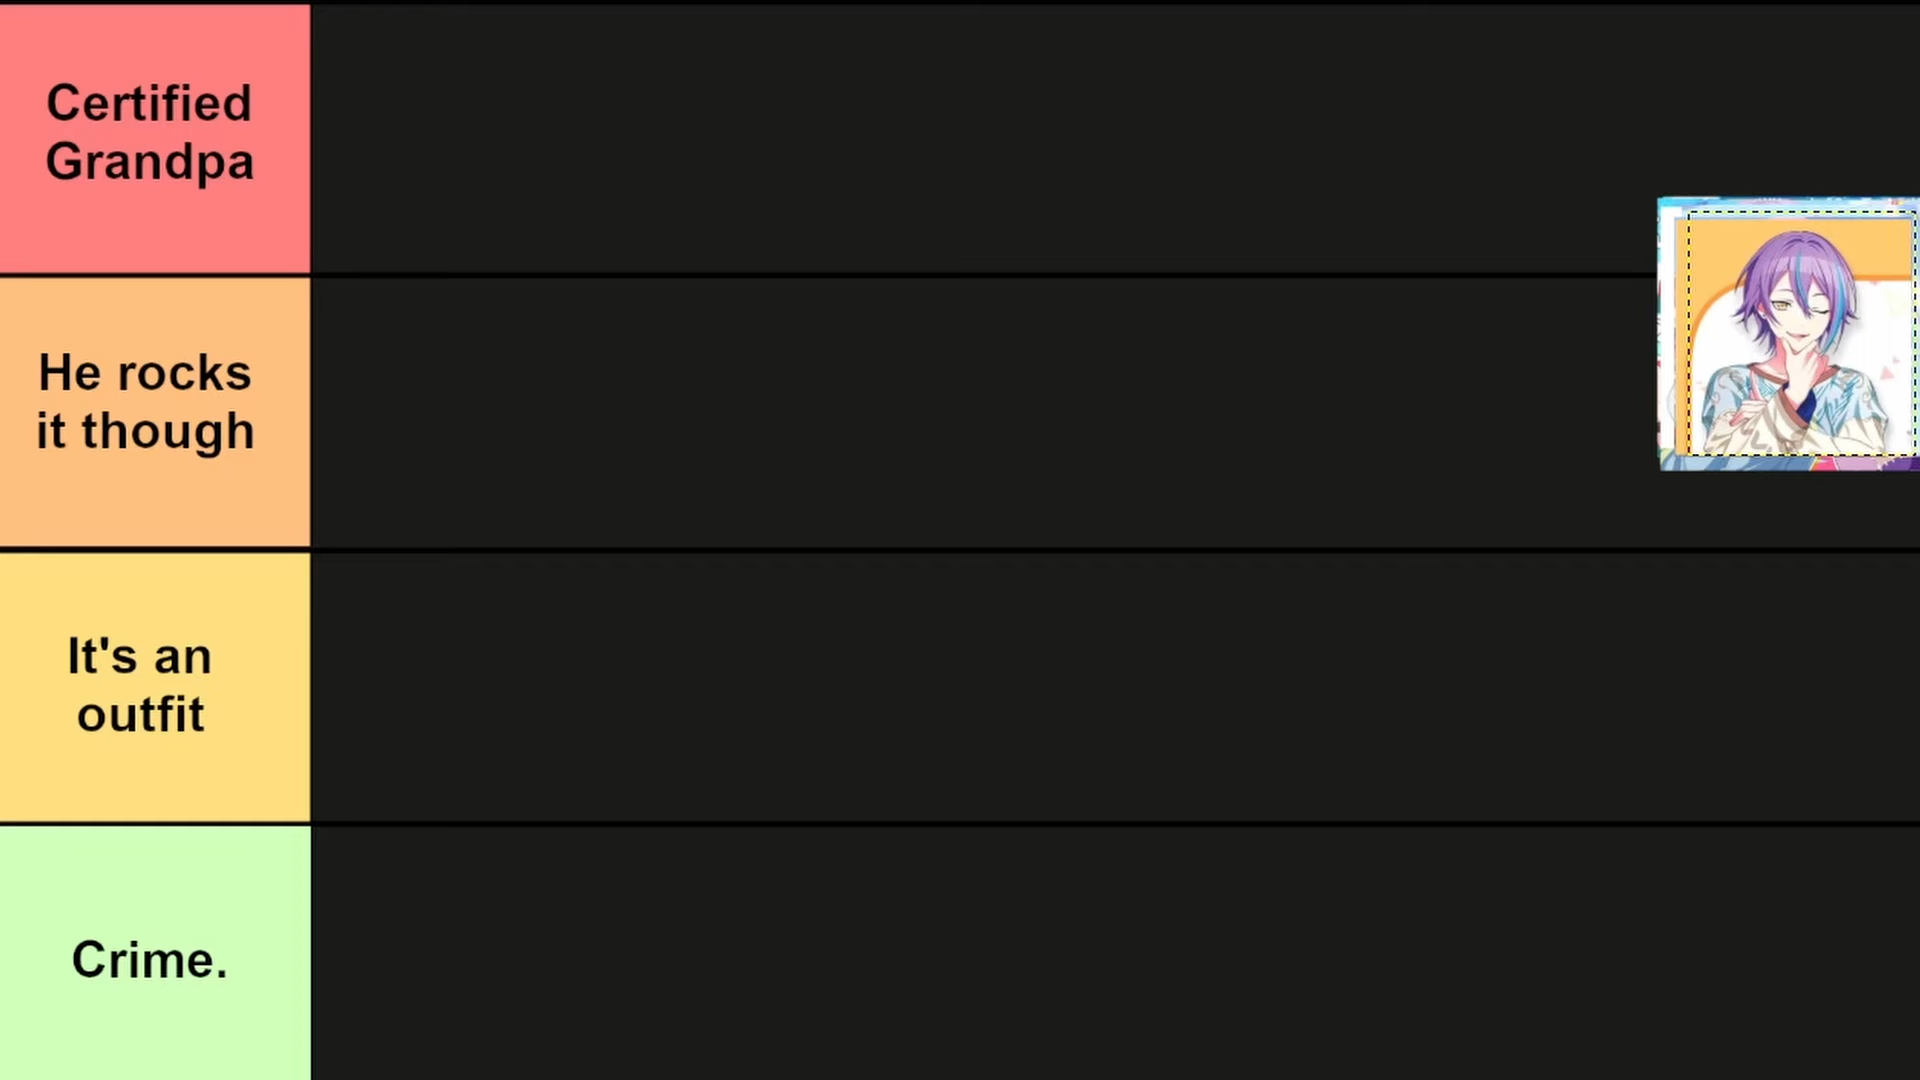 Certified
Grandpa
He rocks
it though
It's an
outfit
Crime.